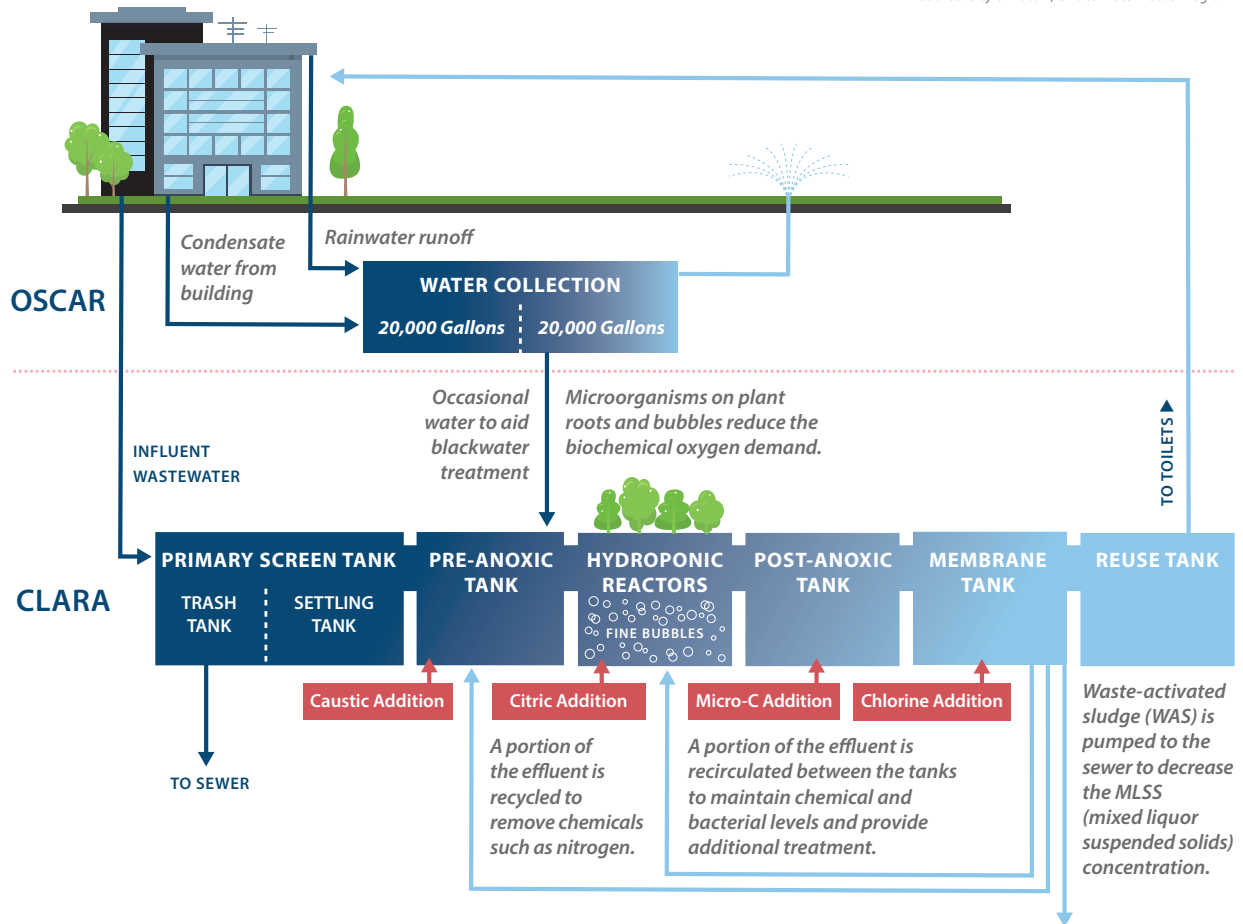 Condensate
water from
building
Rainwater runoff
OSCAR
WATER COLLECTION
20,000 Gallons
20,000 Gallons
INFLUENT
WASTEWATER
Occasional
water to aid
blackwater
treatment
Microorganisms on plant
roots and bubbles reduce the
biochemical oxygen demand.
TO TOILETS
CLARA
PRIMARY SCREEN TANK
TRASH
TANK
SETTLING
TANK
PRE-ANOXIC
TANK
HYDROPONIC
REACTORS
FINE BUBBLES
POST-ANOXIC
TANK
MEMBRANE
TANK
REUSE TANK
Caustic Addition
Citric Addition
Micro-C Addition
Chlorine Addition
TO SEWER
A portion of
the effluent is
recycled to
remove chemicals
such as nitrogen.
A portion of the effluent is
recirculated between the tanks
to maintain chemical and
bacterial levels and provide
additional treatment.
Waste-activated
sludge (WAS) is
pumped to the
sewer to decrease
the MLSS
(mixed liquor
suspended solids)
concentration.